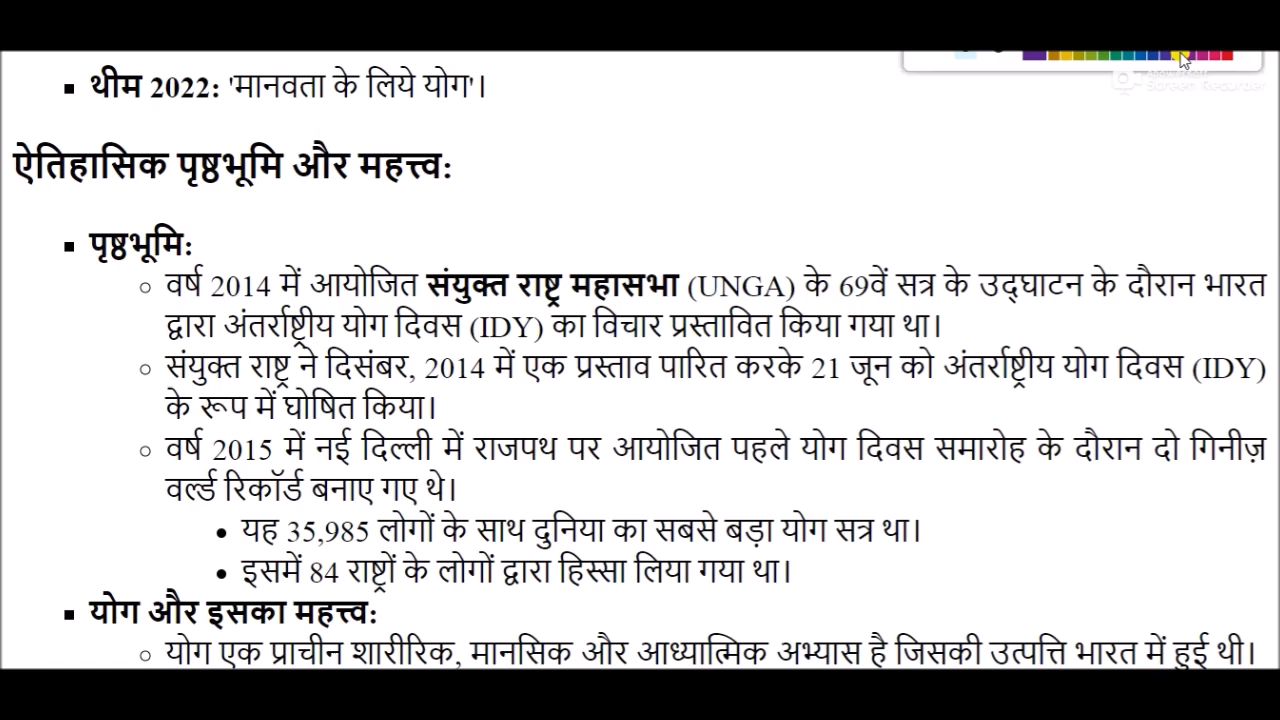 थीम 2022: 'मानवता के लिये योग'।
ऐतिहासिक पृष्ठभूमि और महत्त्व:
पृष्ठभूमि:
वर्ष 2014 में आयोजित संयुक्त राष्ट्र महासभा (UNGA) के 69वें सत्र के उद्घाटन के दौरान भारत
द्वारा अंतर्राष्ट्रीय योग दिवस (IDY) का विचार प्रस्तावित किया गया था।
संयुक्त राष्ट्र ने दिसंबर, 2014 में एक प्रस्ताव पारित करके 21 जून को अंतर्राष्ट्रीय योग दिवस (IDY)
के रूप में घोषित किया।
वर्ष 2015 में नई दिल्ली में राजपथ पर आयोजित पहले योग दिवस समारोह के दौरान दो गिनीज़
वर्ल्ड रिकॉर्ड बनाए गए थे।
यह 35,985 लोगों के साथ दुनिया का सबसे बड़ा योग सत्र था।
इसमें 84 राष्ट्रों के लोगों द्वारा हिस्सा लिया गया था।
योग और इसका महत्त्व:
योग एक प्राचीन शारीरिक, मानसिक और आध्यात्मिक अभ्यास है जिसकी उत्पत्ति भारत में हुई थी।
Screen Recorder